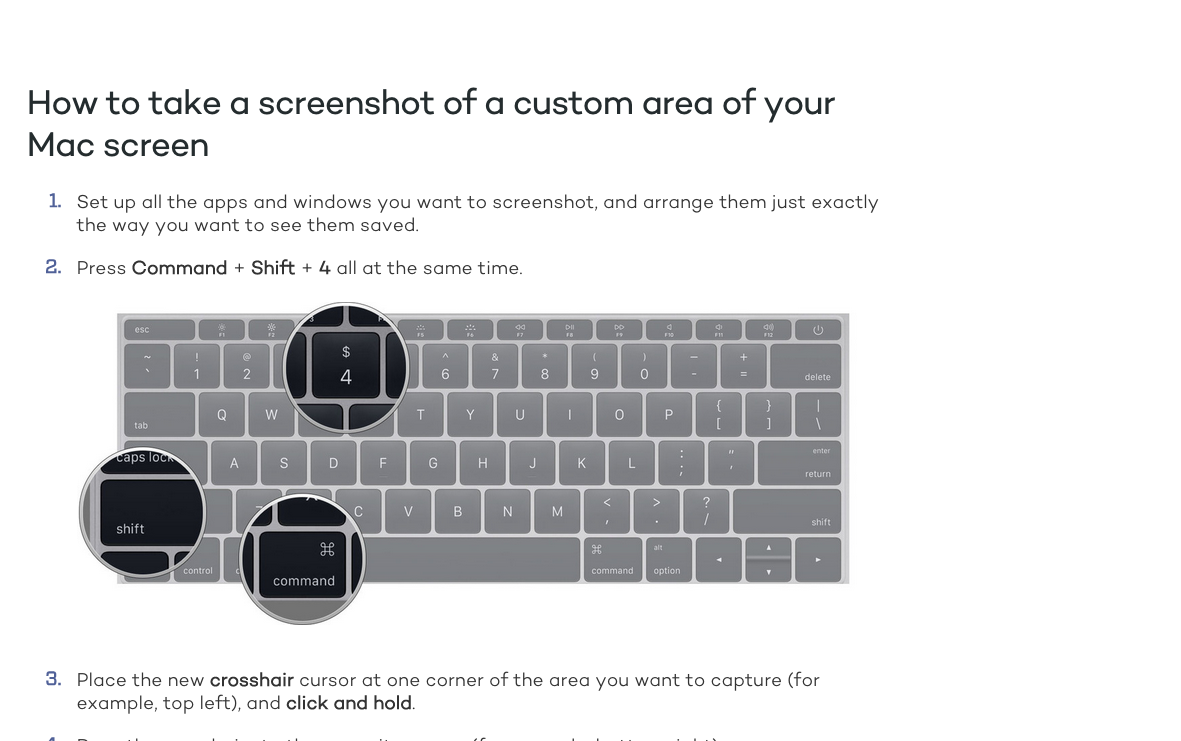 How to take a screenshot of a custom area of your
Mac screen
1. Set up all the apps and windows you want to screenshot, and arrange them just exactly
the way you want to see them saved.
2. Press Command + Shift + 4 all at the same time.
esc F1 F2 F5 F6 F7 F8 F9 F10 F11 F12
$
~ ! @ ^ & * ( ) — +
` 1 2 4 6 7 8 9 0 - = delete
tab Q W T Y U I O P { [ } ] | \
caps lock A S D F G H J K L : ; " ' enter return
shift C V B N M < , > . ? / shift
control ⌘ command ⌘ command alt option
3. Place the new crosshair cursor at one corner of the area you want to capture (for
example, top left), and click and hold.